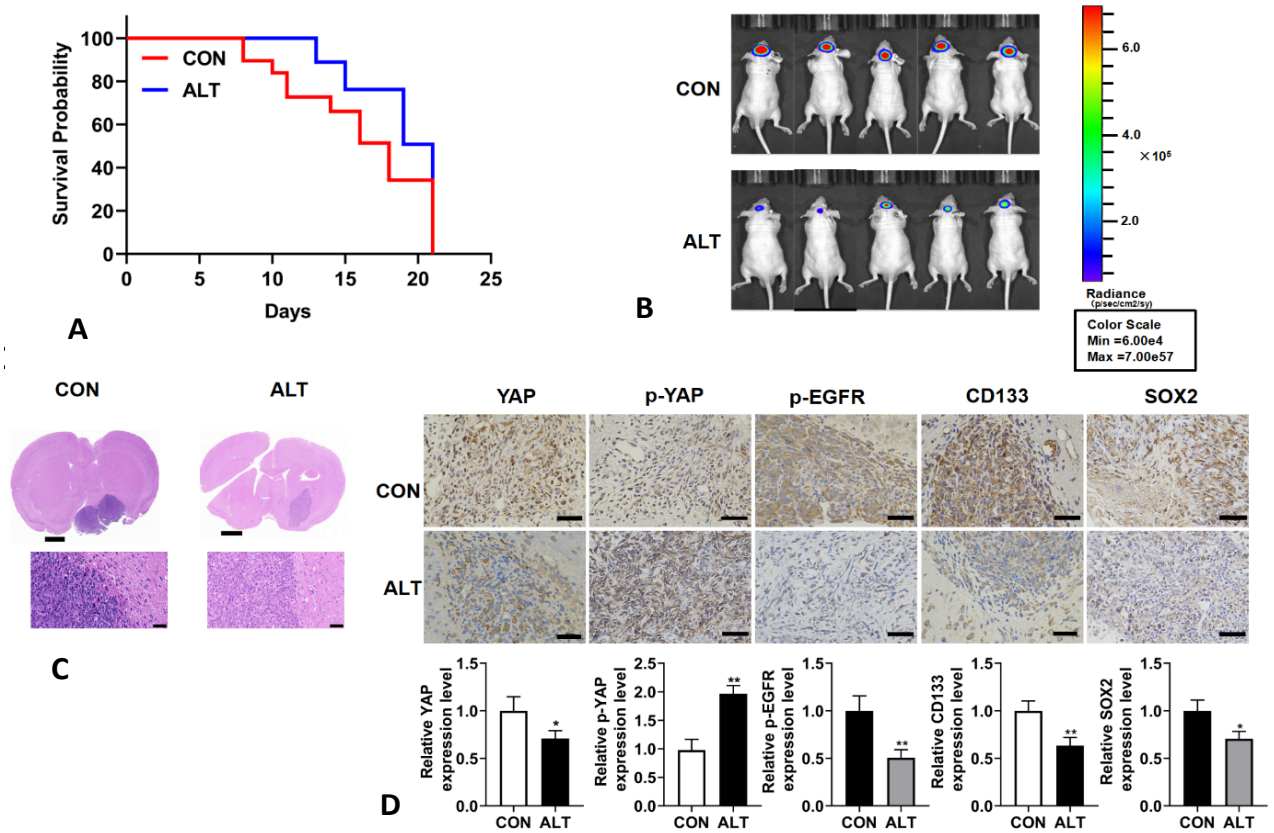 Survival Probability
100
80
60
40
20
0
CON
ALT
0 5 10 15 20 25
Days
A
CON
ALT
B
6.0
4.0
×10⁵
2.0
Radiance
(p/sec/cm2/sy)
Color Scale
Min =6.00e4
Max =7.00e57
CON ALT
C
YAP p-YAP p-EGFR CD133 SOX2
CON
ALT
Relative YAP
expression level
1.5
1.0
0.5
0.0
*
CON ALT
Relative p-YAP
expression level
2.5
2.0
1.5
1.0
0.5
0.0
**
CON ALT
Relative p-EGFR
expression level
1.5
1.0
0.5
0.0
**
CON ALT
Relative CD133
expression level
1.5
1.0
0.5
0.0
**
CON ALT
Relative SOX2
expression level
1.5
1.0
0.5
0.0
*
CON ALT
D